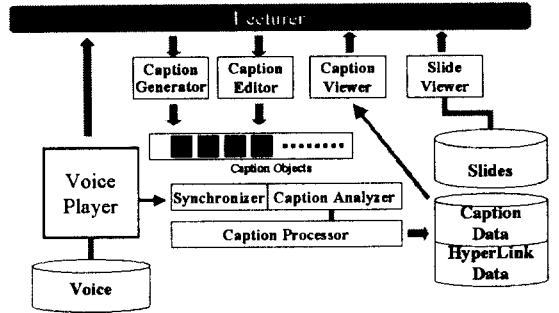 Lecturer
Caption
Generator
Caption
Editor
Caption
Viewer
Slide
Viewer
Caption Objects
Slides
Voice
Player
Synchronizer
Caption Analyzer
Caption Processor
Caption
Data
HyperLink
Data
Voice